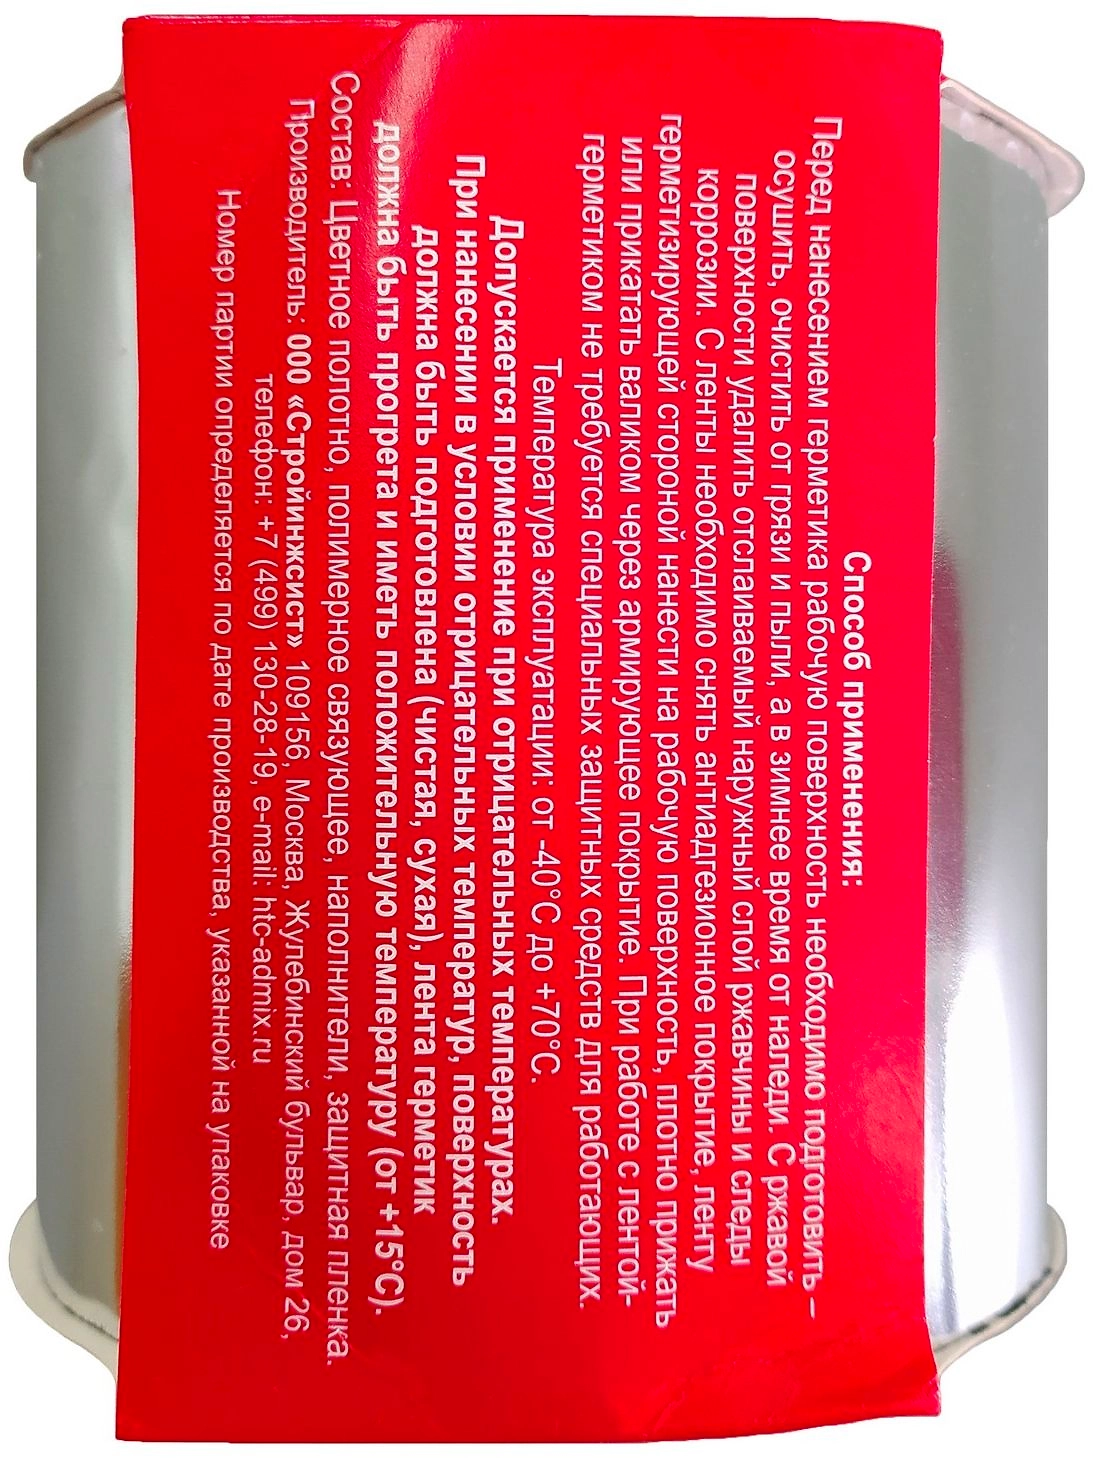 Способ применения:
Перед нанесением герметика рабочую поверхность необходимо подготовить –
осушить, очистить от грязи и пыли, а в зимнее время от наледи. С ржавой
поверхности удалить отслаиваемый наружный слой ржавчины и следы
коррозии. С ленты необходимо снять антиадгезионное покрытие, ленту
герметизирующей стороной нанести на рабочую поверхность, плотно прижать
или прикатать валиком через армирующее покрытие. При работе с лентой-
герметиком не требуется специальных защитных средств для работающих.
Температура эксплуатации: от -40°С до +70°С.
Допускается применение при отрицательных температурах.
При нанесении в условии отрицательных температур, поверхность
должна быть подготовлена (чистая, сухая), лента герметик
должна быть прогрета и иметь положительную температуру (от +15°С).
Состав: Цветное полотно, полимерное связующее, наполнители, защитная пленка.
Производитель: ООО «Стройинжсист» 109156, Москва, Жулебинский бульвар, дом 26,
телефон: +7 (499) 130-28-19, e-mail: htc-admix.ru
Номер партии определяется по дате производства, указанной на упаковке